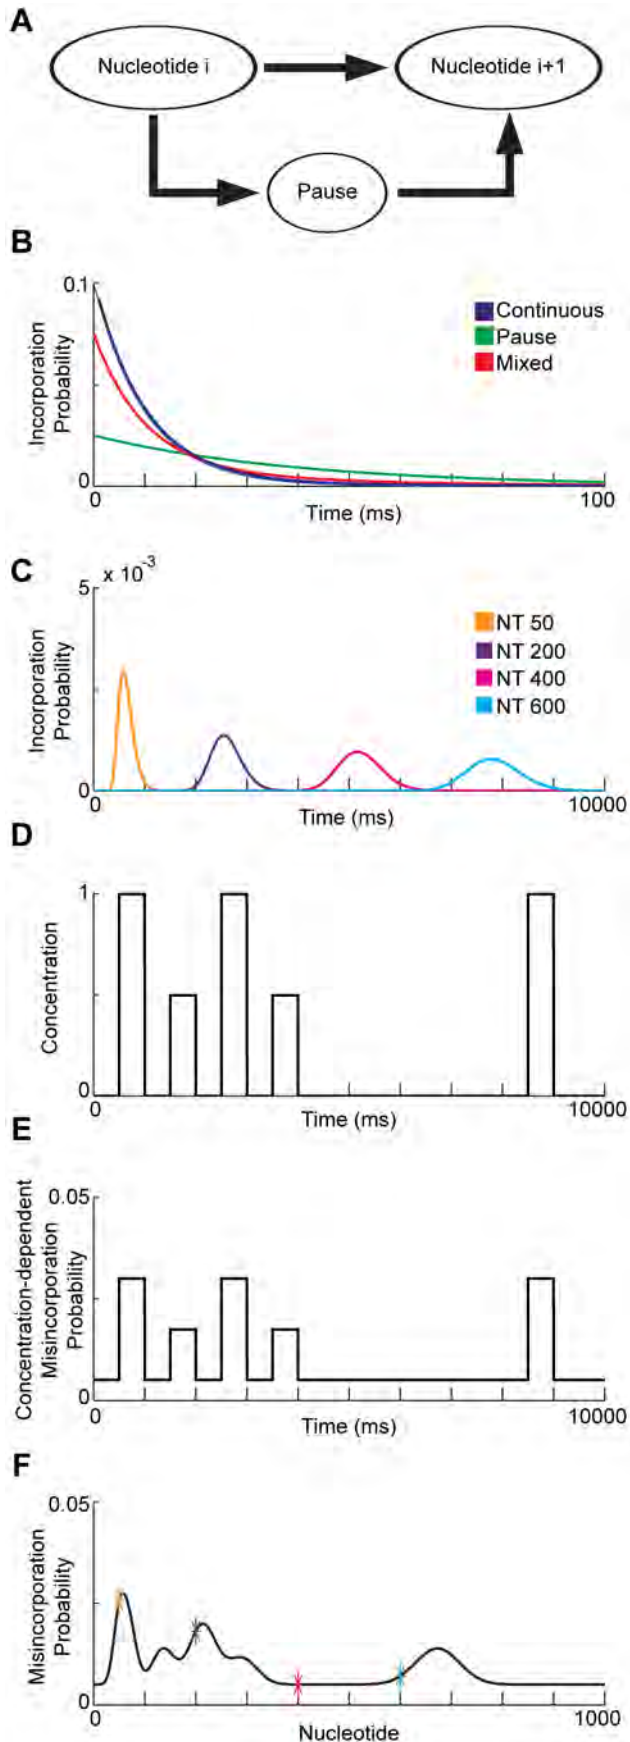 A
Nucleotide i
Nucleotide i+1
Pause
B
0.1
Incorporation
Probability
0
Continuous
Pause
Mixed
0
100
Time (ms)
C
x 10-3
5
Incorporation
Probability
0
NT 50
NT 200
NT 400
NT 600
0
10000
Time (ms)
D
1
Concentration
0
0
10000
Time (ms)
E
0.05
Concentration-dependent
Misincorporation
Probability
0
0
10000
Time (ms)
F
0.05
Misincorporation
Probability
0
0
1000
Nucleotide